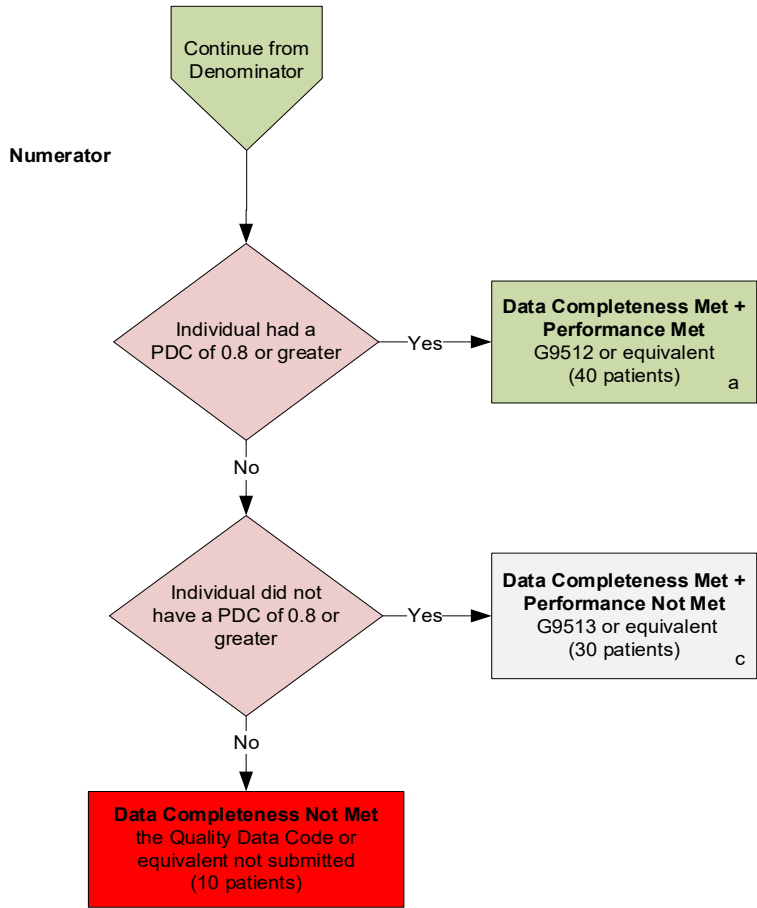 Continue from
Denominator
Numerator
Individual had a
PDC of 0.8 or greater
Yes
Data Completeness Met +
Performance Met
G9512 or equivalent
(40 patients)
a
No
Individual did not
have a PDC of 0.8 or
greater
Yes
Data Completeness Met +
Performance Not Met
G9513 or equivalent
(30 patients)
c
No
Data Completeness Not Met
the Quality Data Code or
equivalent not submitted
(10 patients)